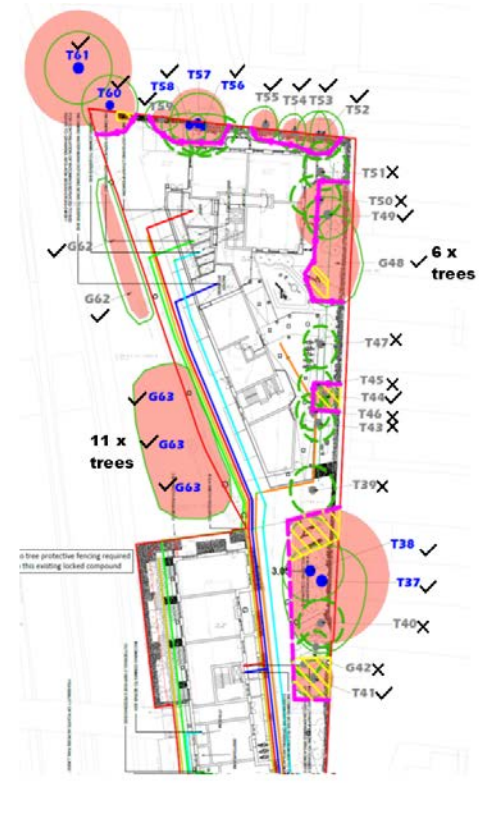 T61
T60
T59
T58
T57
T56
T55
T54
T53
T52
T51
T50
T49
G48
6 x
trees
G62
G62
T47
T45
T44
T46
T43
G63
G63
G63
11 x
trees
T39
T38
T37
T40
G42
T41
3.0
tree protective fencing required
this existing locked compound